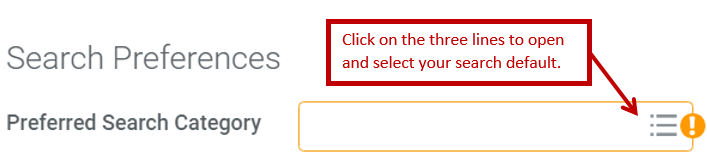 Click on the three lines to open
and select your search default.
Search Preferences
Preferred Search Category
!